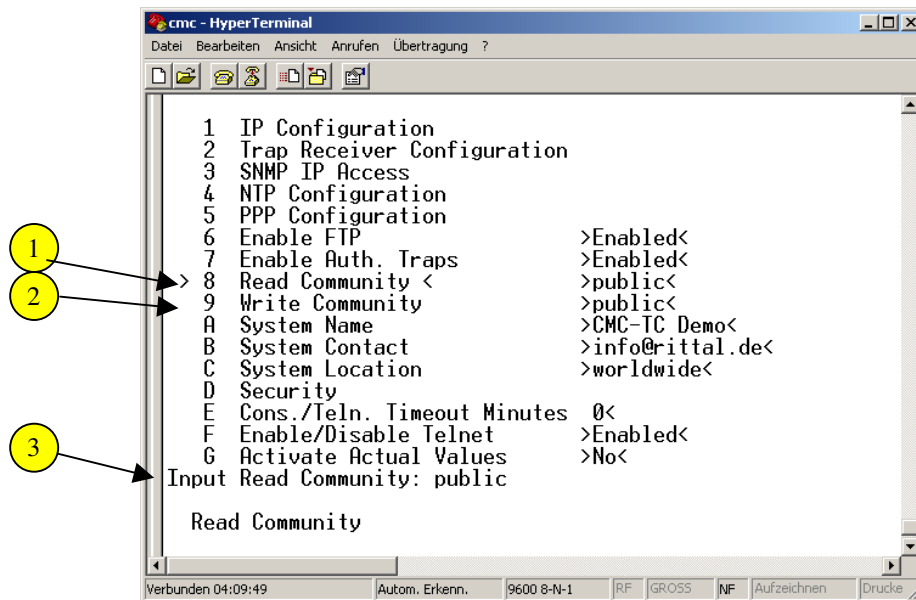 cmc - HyperTerminal
Datei Bearbeiten Ansicht Anrufen Übertragung ?
1 IP Configuration
2 Trap Receiver Configuration
3 SNMP IP Access
4 NTP Configuration
5 PPP Configuration
6 Enable FTP >Enabled<
7 Enable Auth. Traps >Enabled<
1
> 8 Read Community < >public<
2
9 Write Community >public<
A System Name >CMC-TC Demo<
B System Contact >info@rittal.de<
C System Location >worldwide<
D Security
E Cons./Teln. Timeout Minutes 0<
F Enable/Disable Telnet >Enabled<
3
G Activate Actual Values >No<
Input Read Community: public
Read Community
Verbunden 04:09:49 Autom. Erkenn. 9600 8-N-1 RF GROSS NF Aufzeichnen Drucke